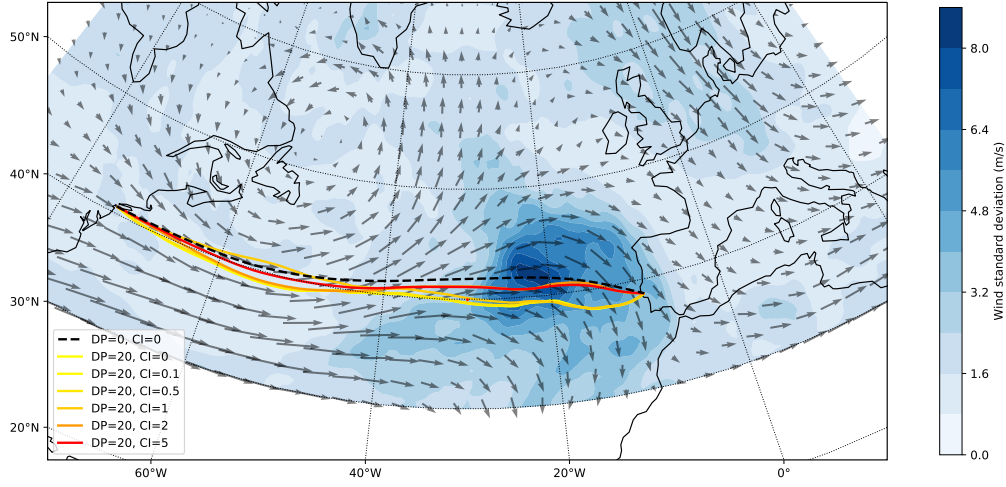 50°N
40°N
30°N
20°N
60°W
40°W
20°W
0°
DP=0, CI=0
DP=20, CI=0
DP=20, CI=0.1
DP=20, CI=0.5
DP=20, CI=1
DP=20, CI=2
DP=20, CI=5
8.0
6.4
4.8
3.2
1.6
0.0
Wind standard deviation (m/s)